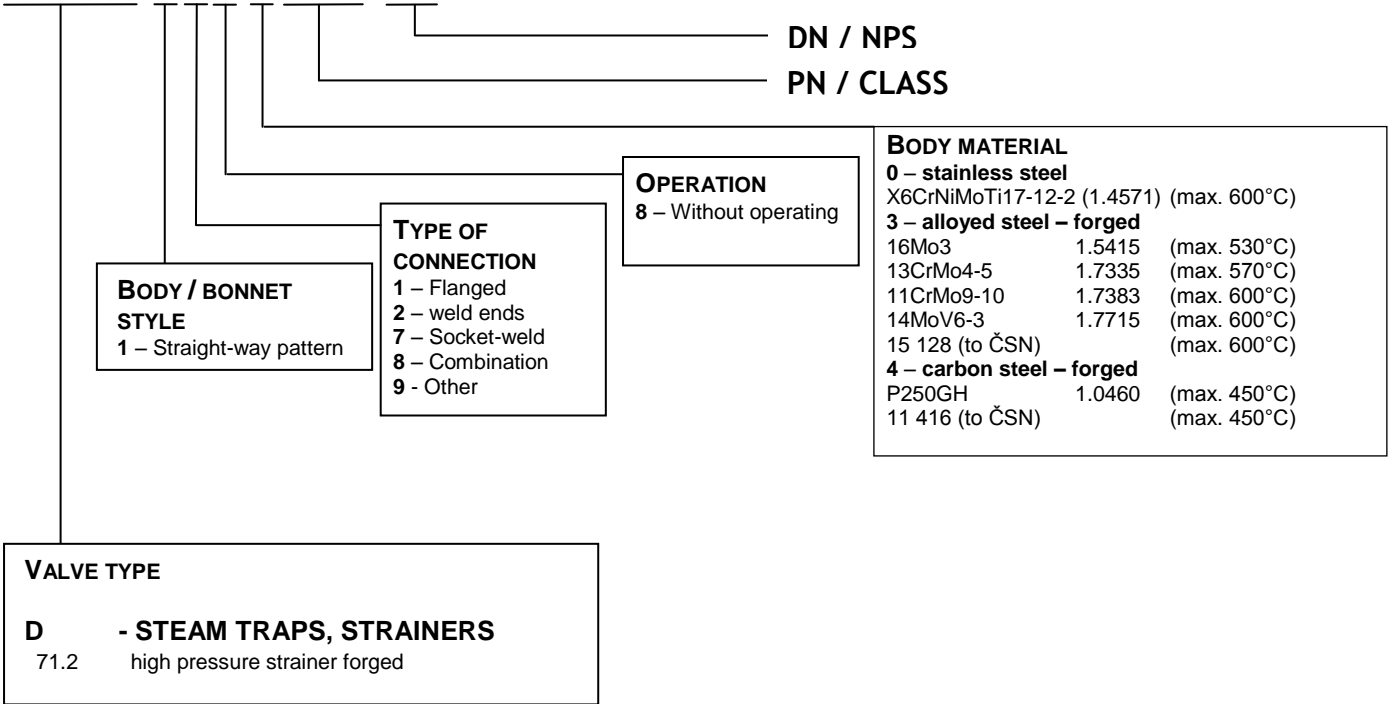 DN / NPS
PN / CLASS
BODY MATERIAL
0 – stainless steel
X6CrNiMoTi17-12-2 (1.4571) (max. 600°C)
3 – alloyed steel – forged
16Mo3 1.5415 (max. 530°C)
13CrMo4-5 1.7335 (max. 570°C)
11CrMo9-10 1.7383 (max. 600°C)
14MoV6-3 1.7715 (max. 600°C)
15 128 (to ČSN) (max. 600°C)
4 – carbon steel – forged
P250GH 1.0460 (max. 450°C)
11 416 (to ČSN) (max. 450°C)
OPERATION
8 – Without operating
TYPE OF
CONNECTION
1 – Flanged
2 – weld ends
7 – Socket-weld
8 – Combination
9 - Other
BODY / BONNET
STYLE
1 – Straight-way pattern
VALVE TYPE
D - STEAM TRAPS, STRAINERS
71.2 high pressure strainer forged